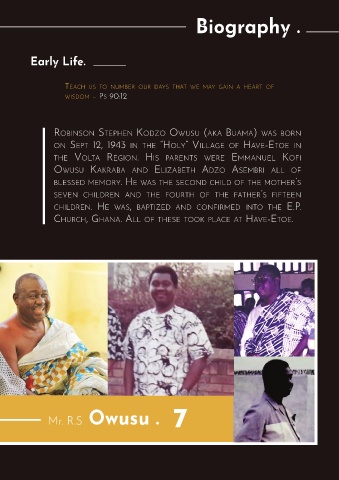 Biography .
Early Life.
Teach us to number our days that we may gain a heart of
wisdom – Ps 90:12
Robinson Stephen Kodzo Owusu (aka Buama) was born
on Sept 12, 1943 in the "Holy" Village of Have-Etoe in
the Volta Region. His parents were Emmanuel Kofi
Owusu Kakraba and Elizabeth Adzo Asembri all of
blessed memory. He was the second child of the mother's
seven children and the fourth of the father's fifteen
children. He was, baptized and confirmed into the E.P.
Church, Ghana. All of these took place at Have-Etoe.
Mr. R.S Owusu . 7